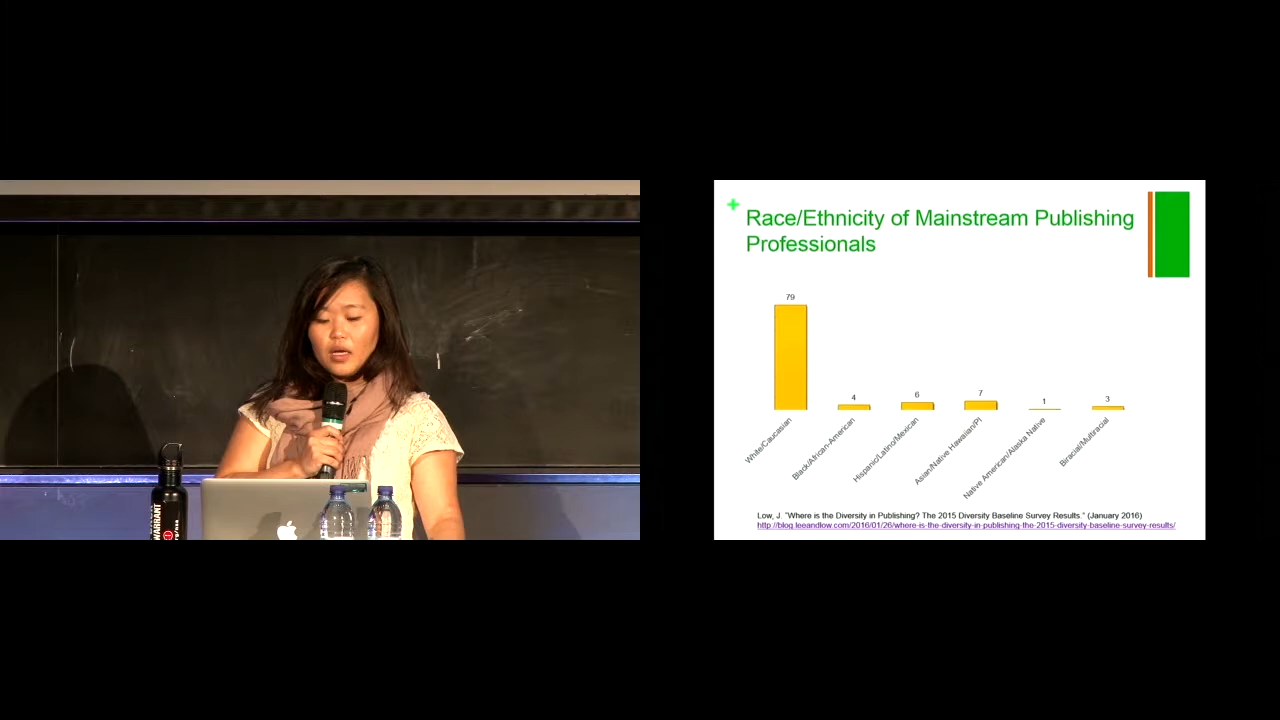 WARRANT
+
Race/Ethnicity of Mainstream Publishing
Professionals
79
4
6
7
1
3
White/Caucasian
Black/African-American
Hispanic/Latino/Mexican
Asian/Native Hawaiian/PI
Native American/Alaska Native
Biracial/Multiracial
Low, J. "Where is the Diversity in Publishing? The 2015 Diversity Baseline Survey Results." (January 2016)
http://blog.leeandlow.com/2016/01/26/where-is-the-diversity-in-publishing-the-2015-diversity-baseline-survey-results/